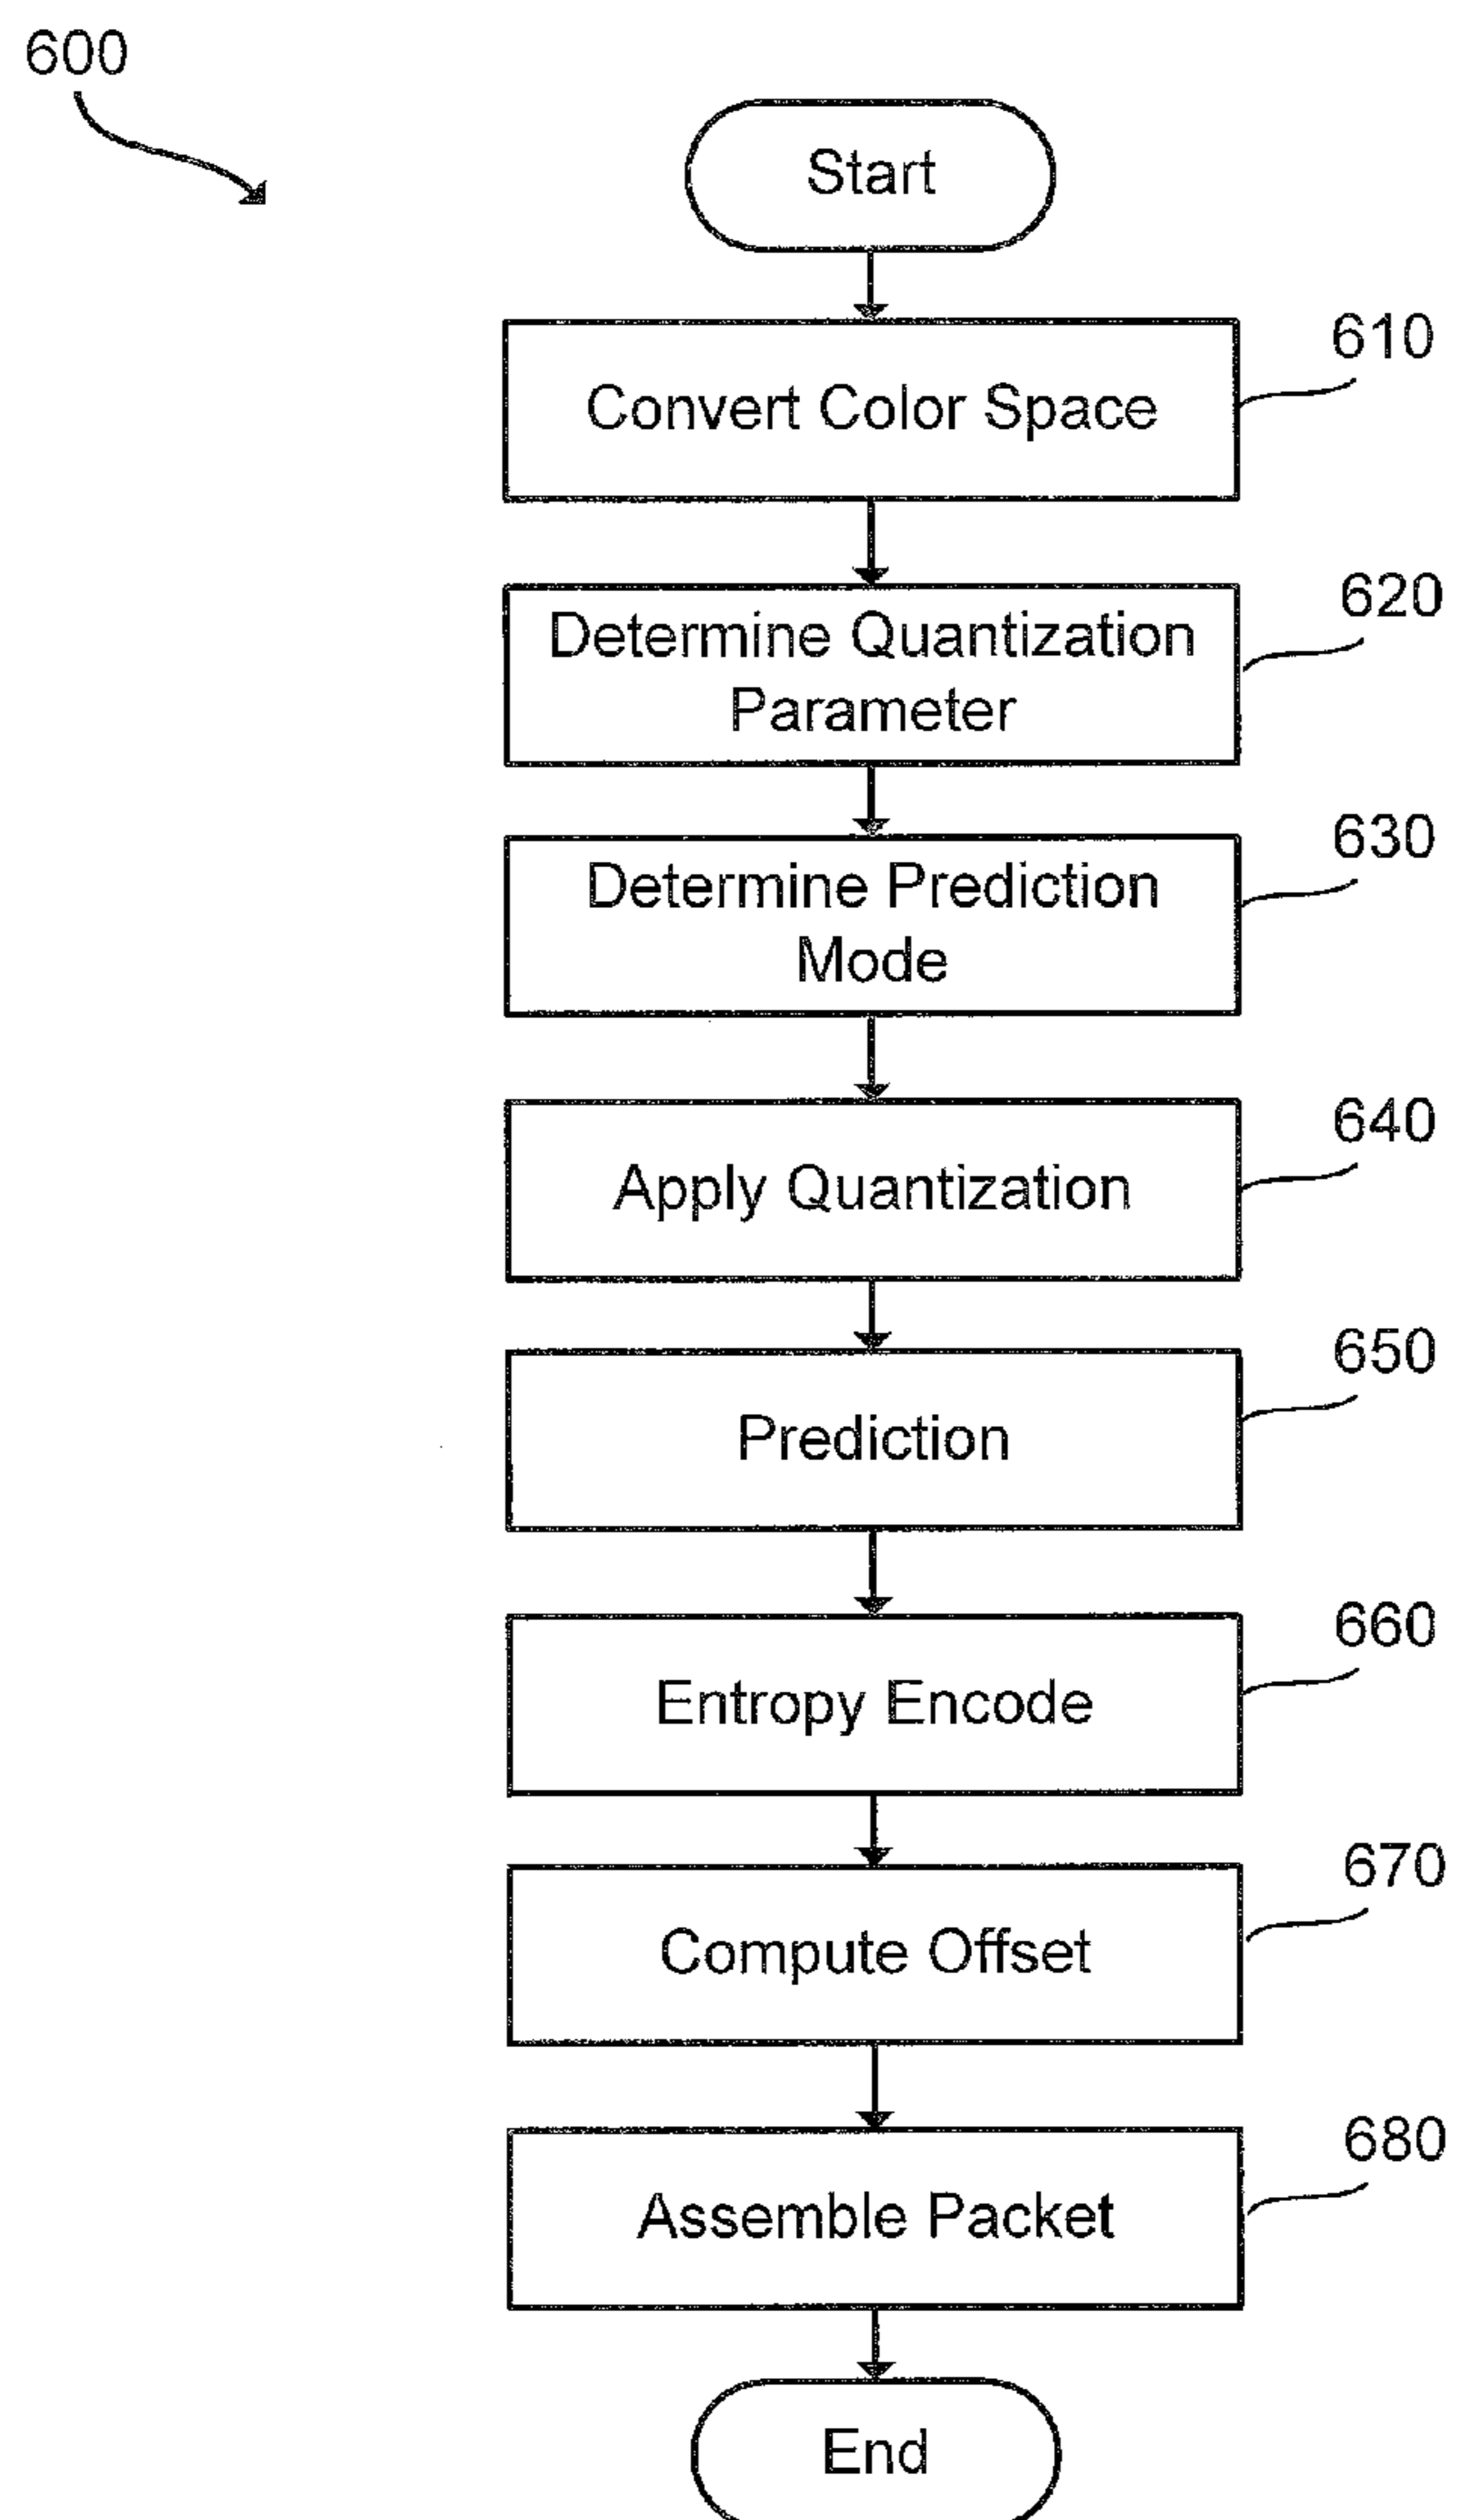 600
Start
610
Convert Color Space
620
Determine Quantization
Parameter
630
Determine Prediction
Mode
640
Apply Quantization
650
Prediction
660
Entropy Encode
670
Compute Offset
680
Assemble Packet
End